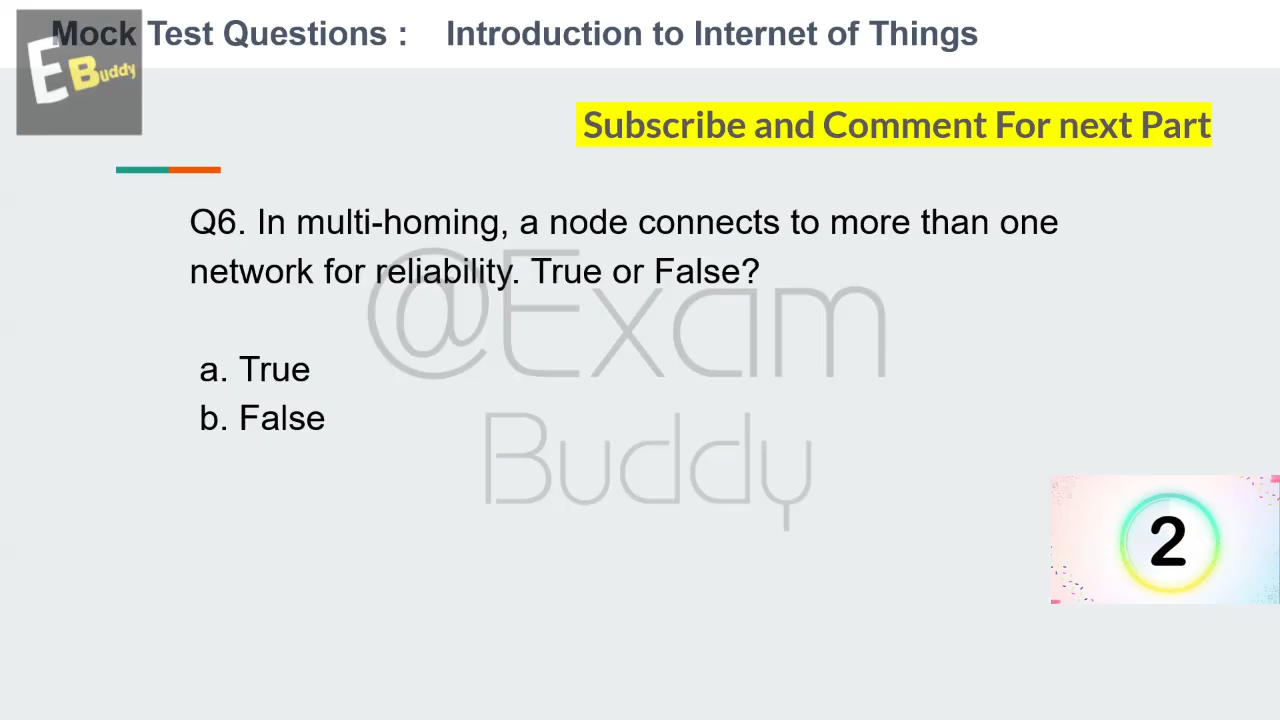 Mock Test Questions : Introduction to Internet of Things
E Buddy
Subscribe and Comment For next Part
Q6. In multi-homing, a node connects to more than one
network for reliability. True or False?
@Exam
a. True
b. False
Buddy
2